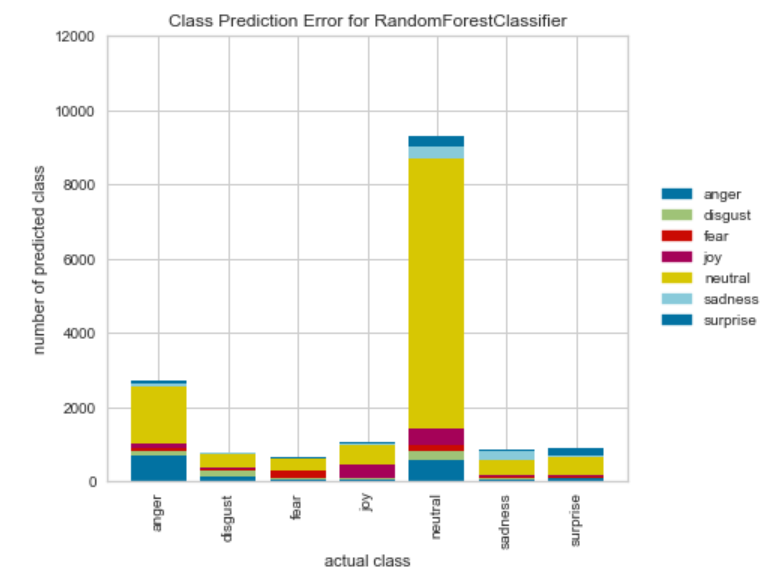 Class Prediction Error for RandomForestClassifier
12000
10000
8000
6000
4000
2000
0
number of predicted class
anger
disgust
fear
joy
neutral
sadness
surprise
actual class
anger
disgust
fear
joy
neutral
sadness
surprise